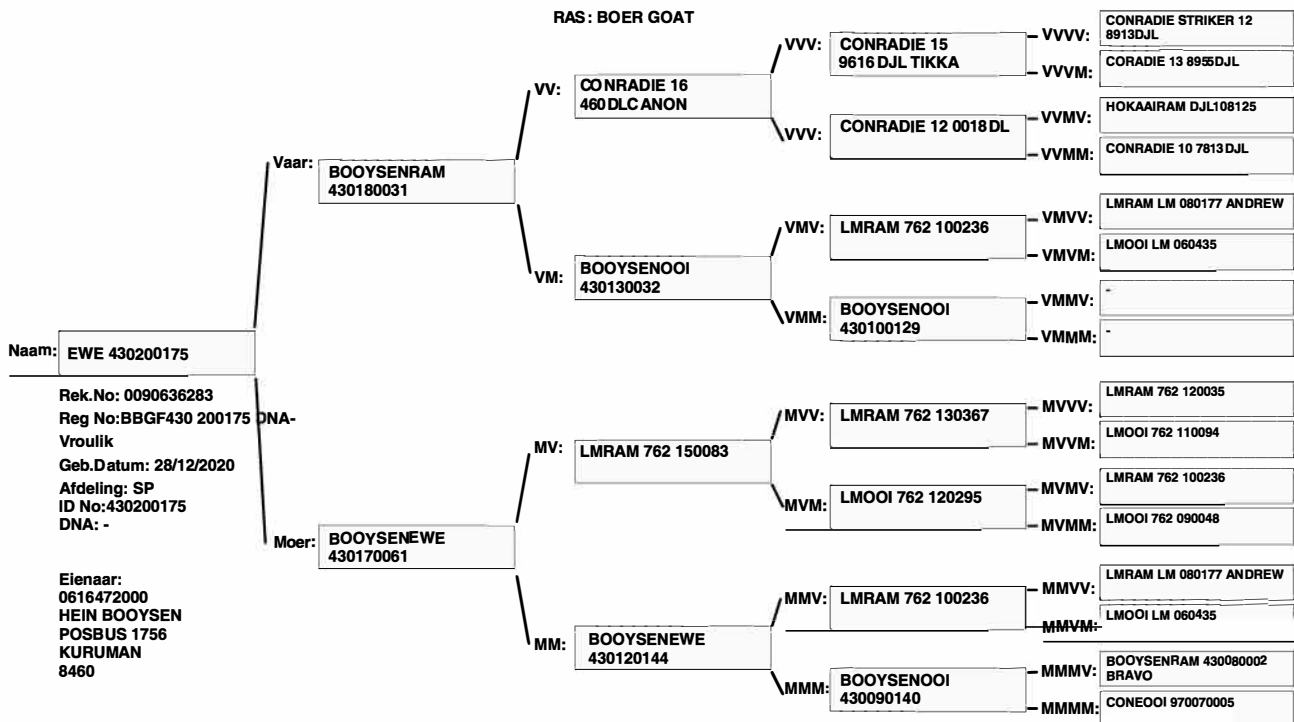 RAS: BOER GOAT
Naam: EWE 430200175
Rek.No: 0090636283
Reg No:BBGF430 200175 DNA-
Vroulik
Geb.Datum: 28/12/2020
Afdeling: SP
ID No:430200175
DNA: -
Eienaar:
0616472000
HEIN BOOYSEN
POSBUS 1756
KURUMAN
8460
Vaar: BOOYSENRAM
430180031
Moer: BOOYSENEWE
430170061
VV: CONRADIE 16
460 DLCANON
VM: BOOYSENOOI
430130032
MV: LMRAM 762 150083
MM: BOOYSENEWE
430120144
VVV: CONRADIE 15
9616 DJL TIKKA
VVV: CONRADIE 12 0018 DL
VMV: LMRAM 762 100236
VMM: BOOYSENOOI
430100129
MVV: LMRAM 762 130367
MVM: LMOOI 762 120295
MMV: LMRAM 762 100236
MMM: BOOYSENOOI
430090140
VVVV: CONRADIE STRIKER 12
8913DJL
VVVM: CORADIE 13 8955DJL
VVMV: HOKAAIRAM DJL108125
VVMM: CONRADIE 10 7813 DJL
VMVV: LMRAM LM 080177 ANDREW
VMVM: LMOOI LM 060435
VMMV: -
VMMM: -
MVVV: LMRAM 762 120035
MVVM: LMOOI 762 110094
MVMV: LMRAM 762 100236
MVMM: LMOOI 762 090048
MMVV: LMRAM LM 080177 ANDREW
MMVM: LMOOI LM 060435
MMMV: BOOYSENRAM 430080002
BRAVO
MMMM: CONEOOI 970070005